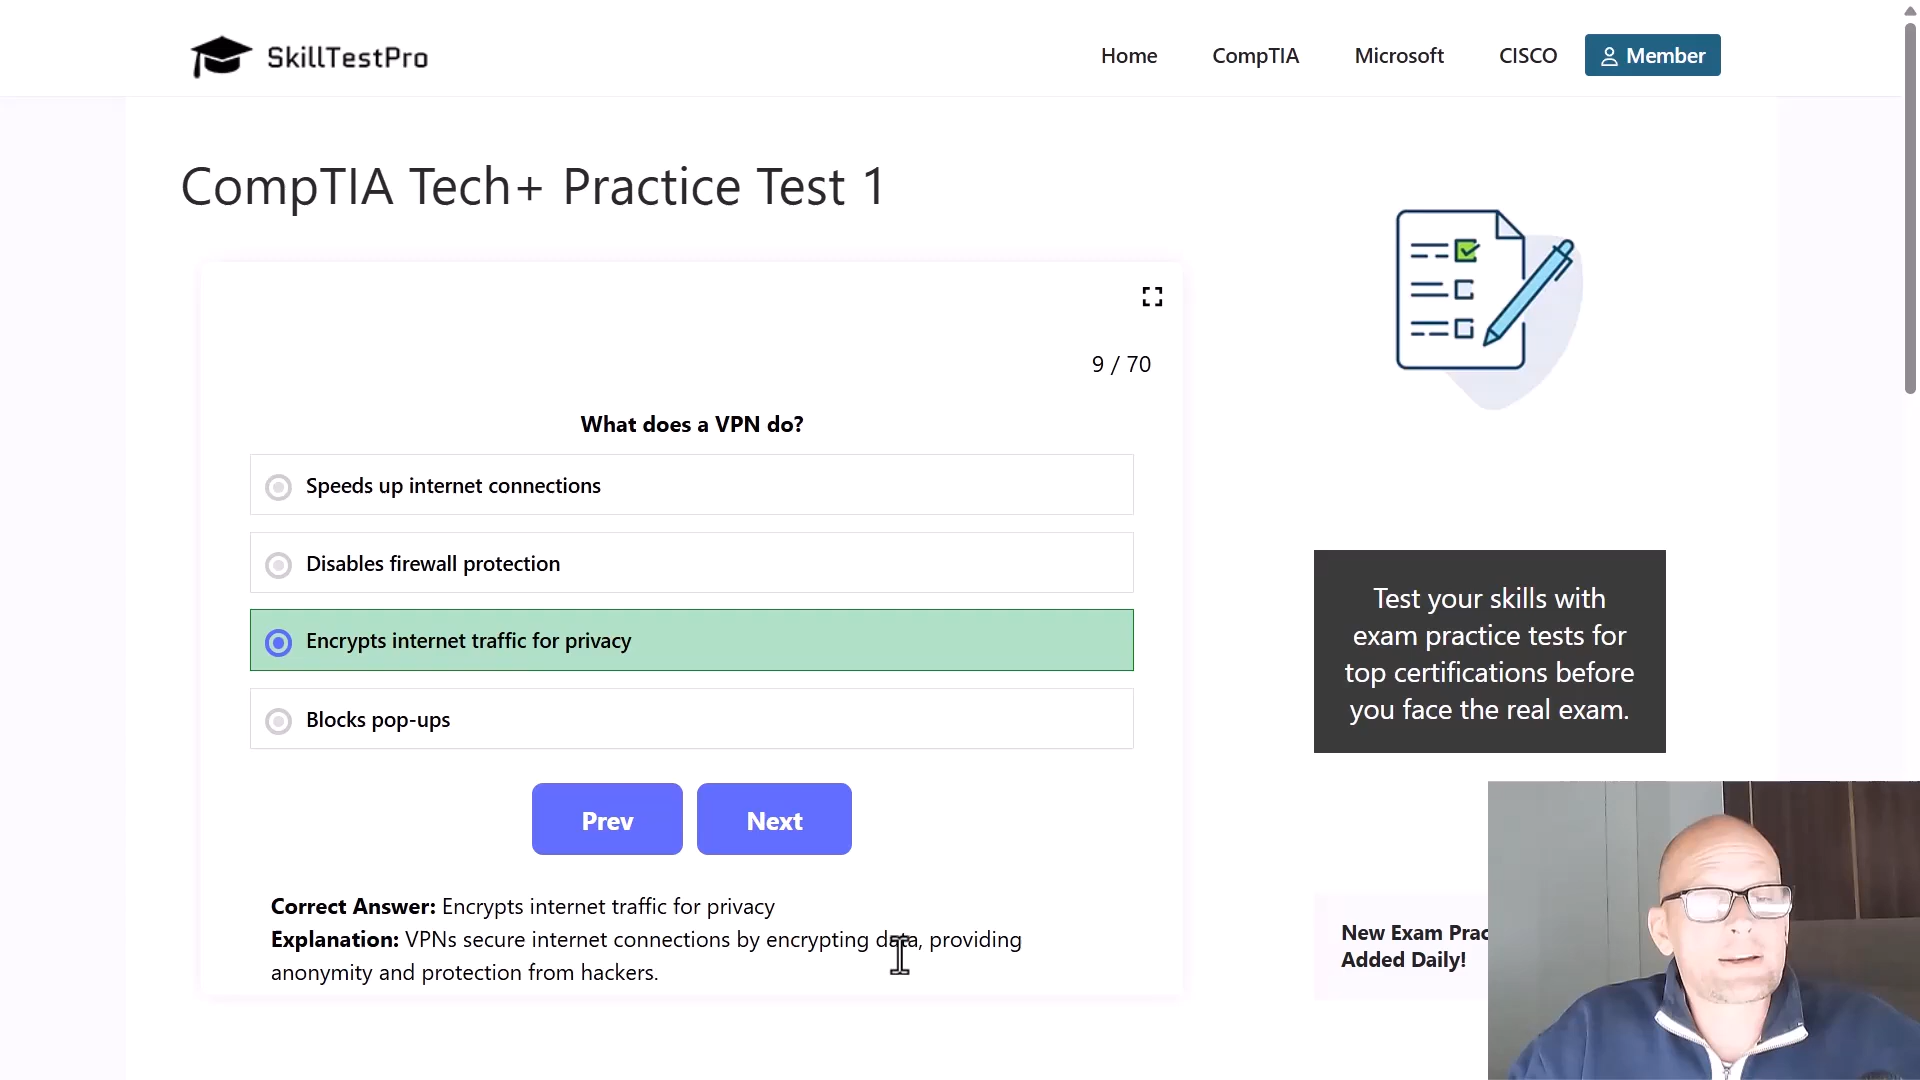 SkillTestPro
Home
CompTIA
Microsoft
CISCO
Member
CompTIA Tech+ Practice Test 1
9 / 70
What does a VPN do?
Speeds up internet connections
Disables firewall protection
Encrypts internet traffic for privacy
Blocks pop-ups
Prev
Next
Correct Answer: Encrypts internet traffic for privacy
Explanation: VPNs secure internet connections by encrypting data, providing
anonymity and protection from hackers.
Test your skills with
exam practice tests for
top certifications before
you face the real exam.
New Exam Prac
Added Daily!